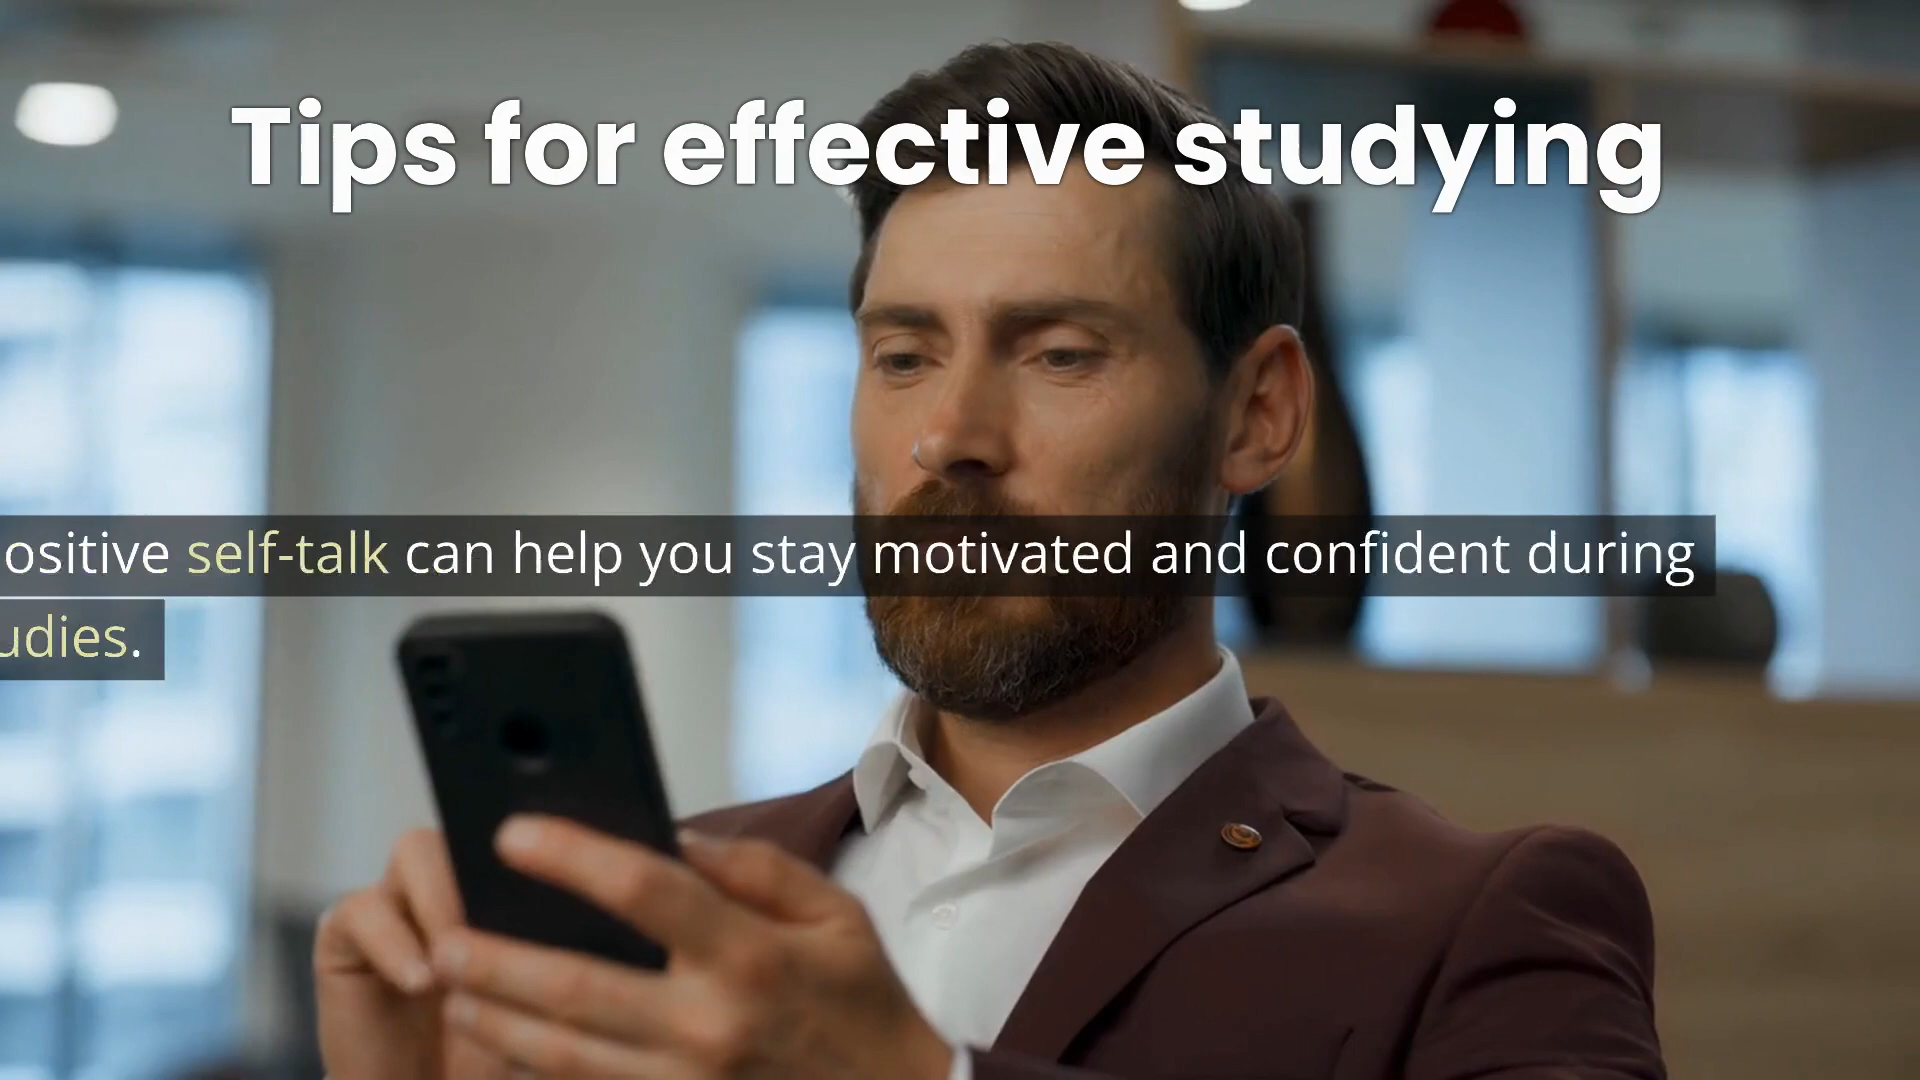 Tips for effective studying
ositive self-talk can help you stay motivated and confident during
udies.